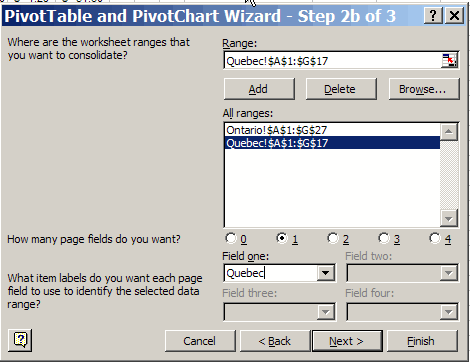 PivotTable and PivotChart Wizard - Step 2b of 3
Where are the worksheet ranges that
you want to consolidate?
Range:
Quebec!$A$1:$G$17
Add
Delete
Browse...
All ranges:
Ontario!$A$1:$G$27
Quebec!$A$1:$G$17
How many page fields do you want?
0
1
2
3
4
What item labels do you want each page
field to use to identify the selected data
range?
Field one:
Field two:
Quebec
Field three:
Field four:
Cancel
< Back
Next >
Finish